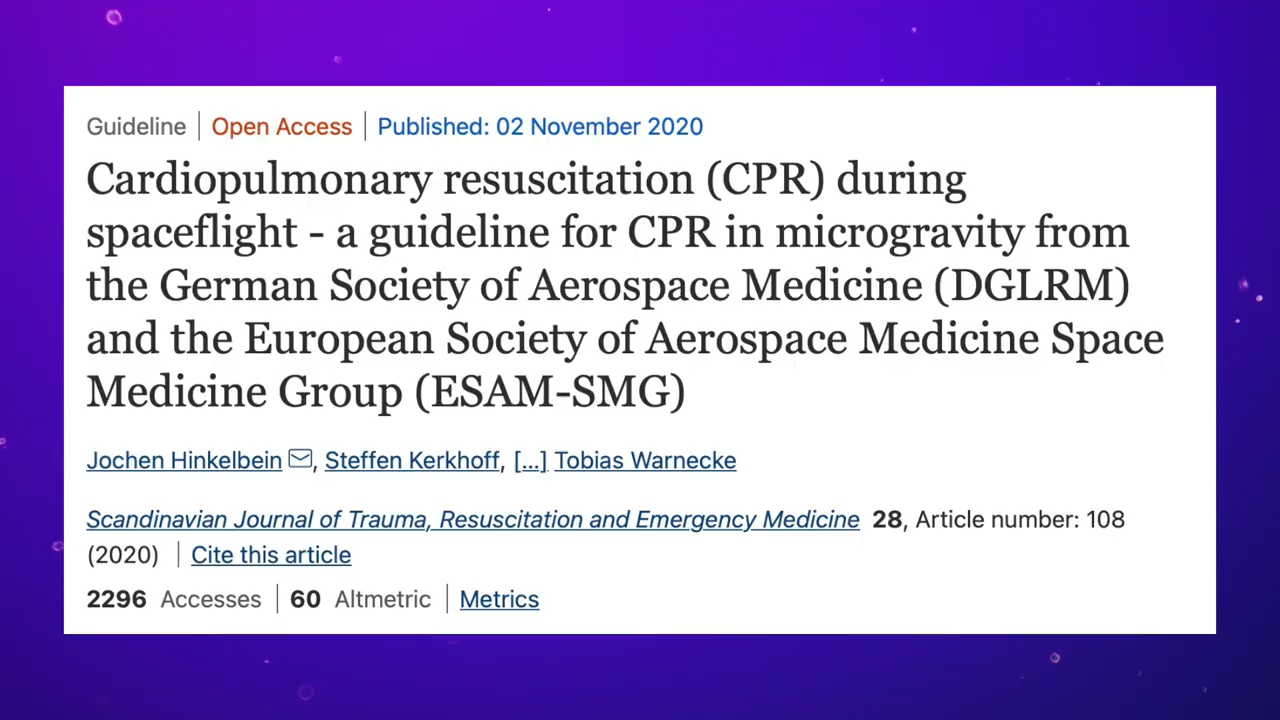 Guideline | Open Access | Published: 02 November 2020
Cardiopulmonary resuscitation (CPR) during
spaceflight - a guideline for CPR in microgravity from
the German Society of Aerospace Medicine (DGLRM)
and the European Society of Aerospace Medicine Space
Medicine Group (ESAM-SMG)
Jochen Hinkelbein, Steffen Kerkhoff, [...] Tobias Warnecke
Scandinavian Journal of Trauma, Resuscitation and Emergency Medicine 28, Article number: 108
(2020) | Cite this article
2296 Accesses | 60 Altmetric | Metrics